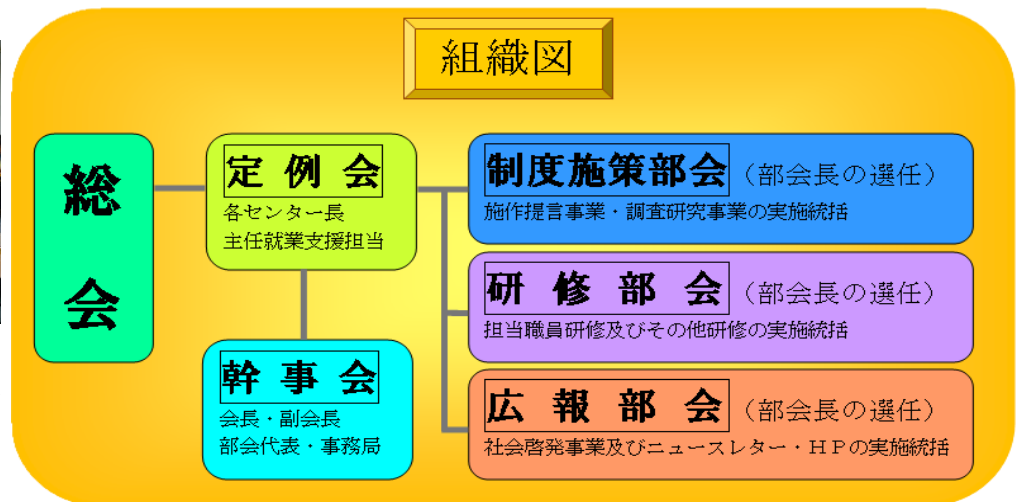 組織図
総会
定例会
各センター長
主任就業支援担当
幹事会
会長・副会長
部会代表・事務局
制度施策部会（部会長の選任）
施作提言事業・調査研究事業の実施統括
研修部会（部会長の選任）
担当職員研修及びその他研修の実施統括
広報部会（部会長の選任）
社会啓発事業及びニュースレター・ＨＰの実施統括